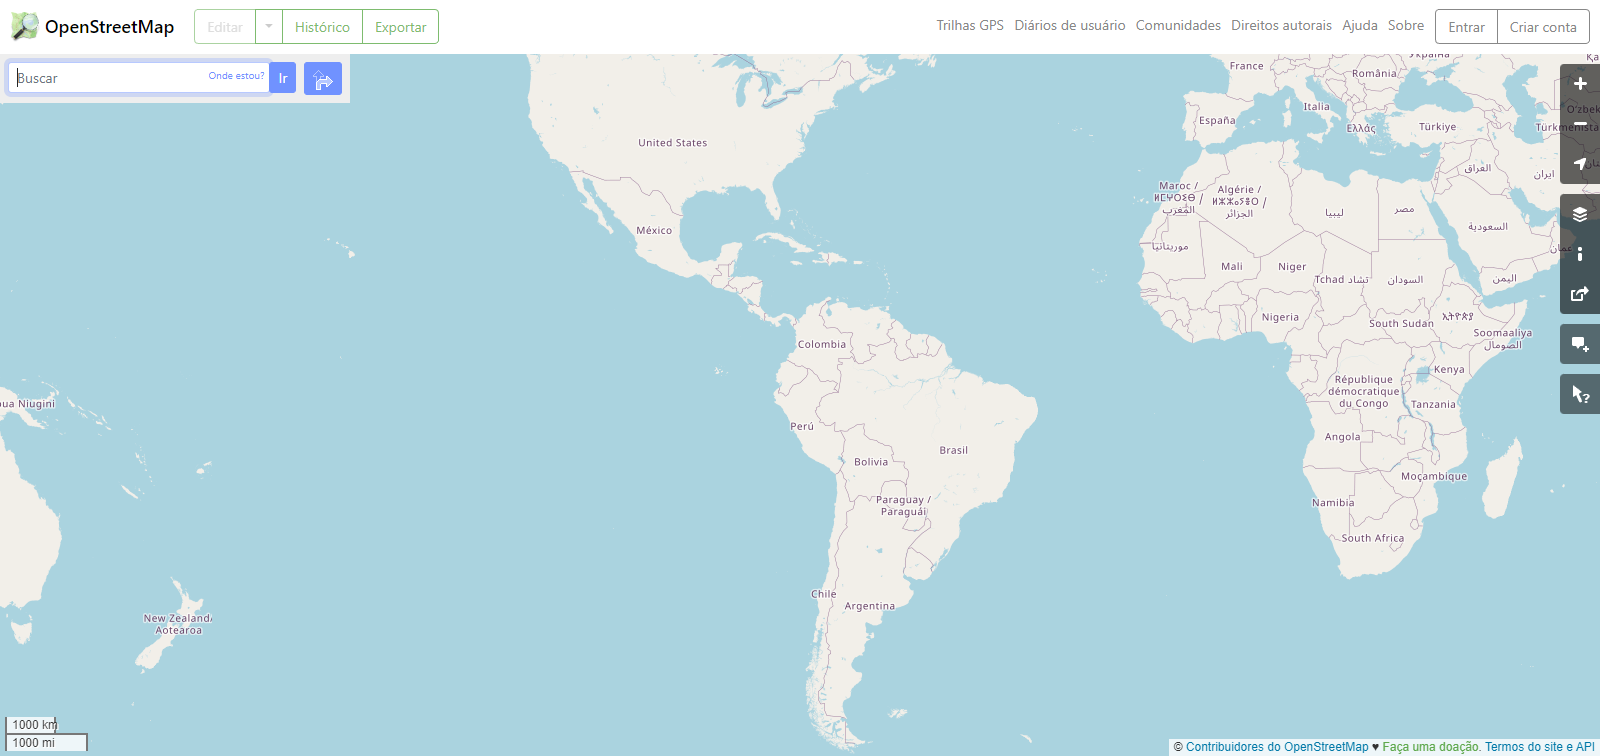 OpenStreetMap
Editar
Histórico
Exportar
Trilhas GPS
Diários de usuário
Comunidades
Direitos autorais
Ajuda
Sobre
Entrar
Criar conta
Buscar
Onde estou?
Ir
France
România
Italia
España
Ελλάς
Türkiye
United States
México
Maroc /
ⵍⵎⵖⵔⵉⴱ /
المغرب
Algérie /
ⵍⵣⵣⴰⵢⴻⵔ /
الجزائر
ليبيا
مصر
العراق
ایران
السعودية
موريتانيا
Mali
Niger
Tchad تشاد
السودان
اليمن
عمان
Nigeria
South Sudan
ኢትዮጵያ
Soomaaliya
الصومال
Kenya
République
démocratique
du Congo
Tanzania
Angola
Moçambique
Namibia
South Africa
Colombia
Perú
Brasil
Bolivia
Paraguay /
Paraguái
Chile
Argentina
ua Niugini
New Zealand/
Aotearoa
1000 km
1000 mi
© Contribuidores do OpenStreetMap ♥ Faça uma doação. Termos do site e API